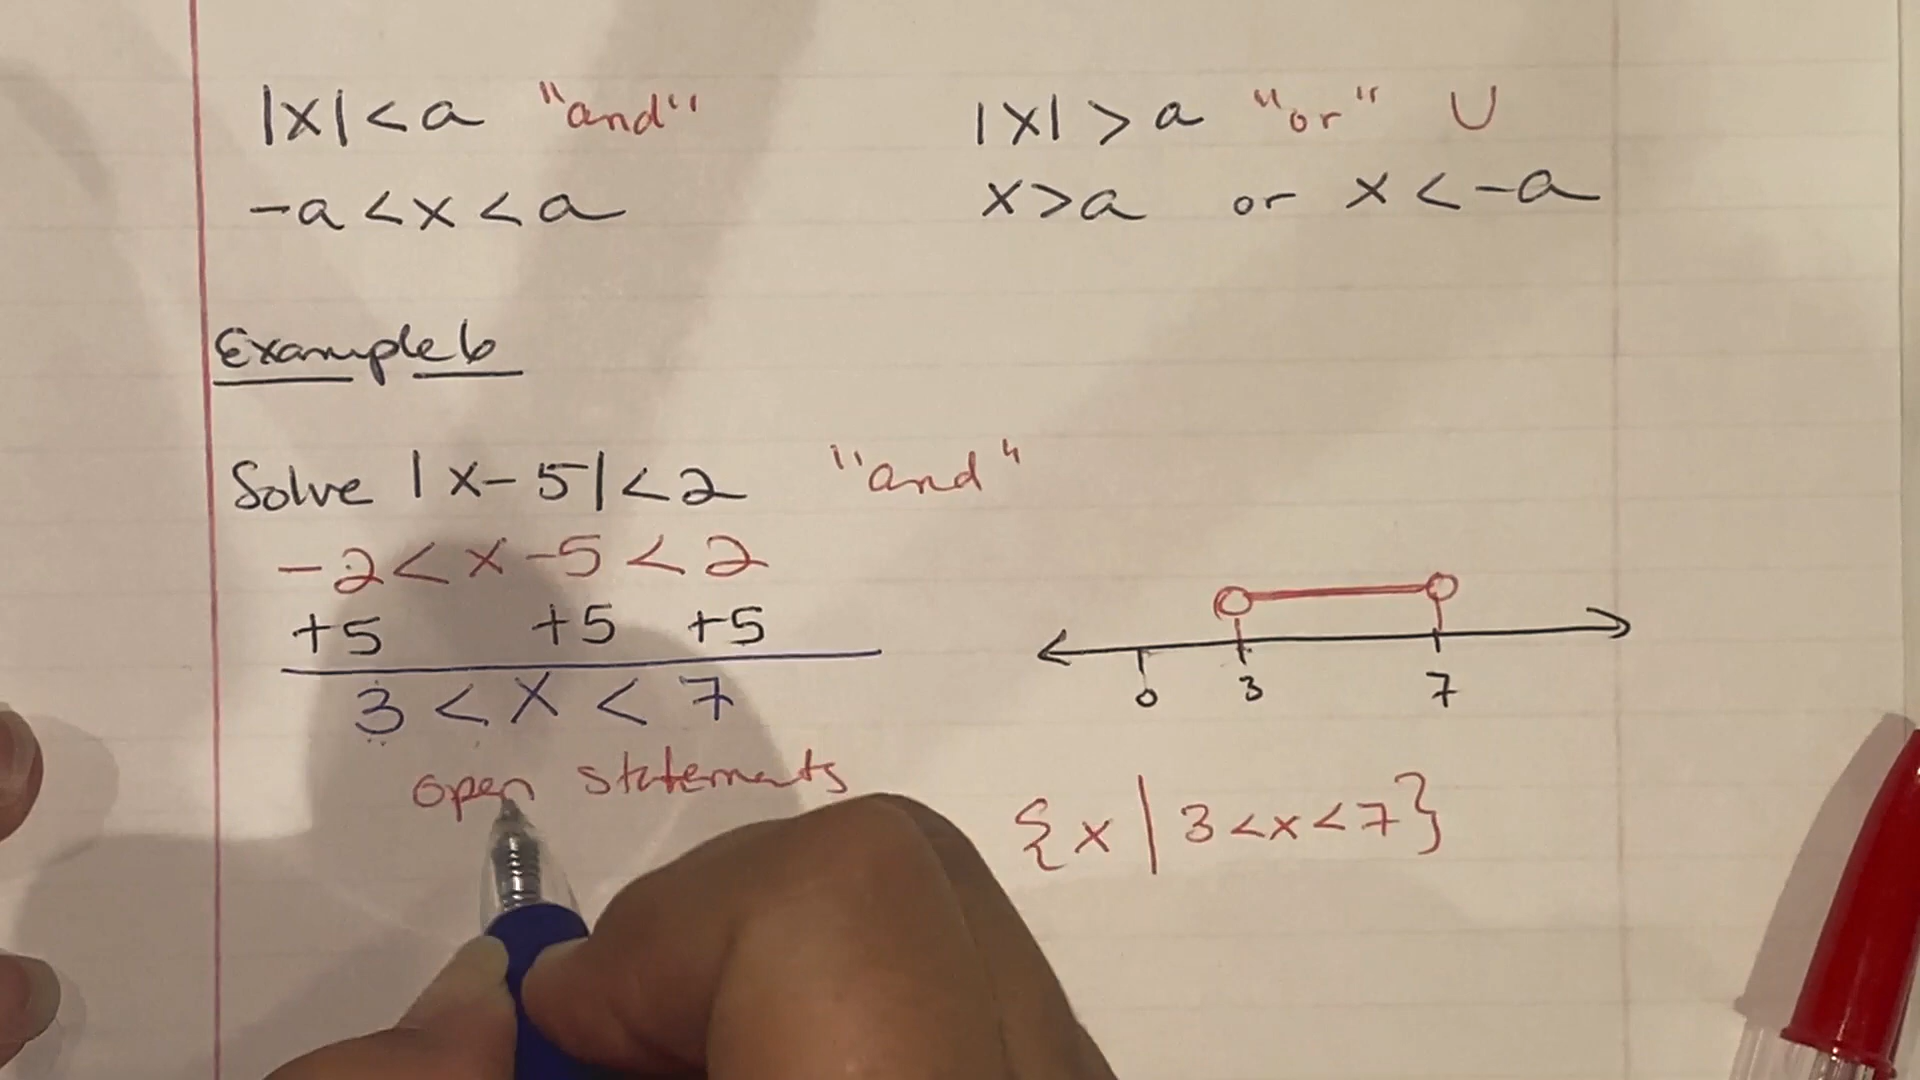 |x| < a "and"
-a < x < a
|x| > a "or" ∪
x > a or x < -a
Example 6
Solve |x - 5| < 2 "and"
-2 < x - 5 < 2
+5 +5 +5
3 < x < 7
open statements
0 3 7
{x | 3 < x < 7}